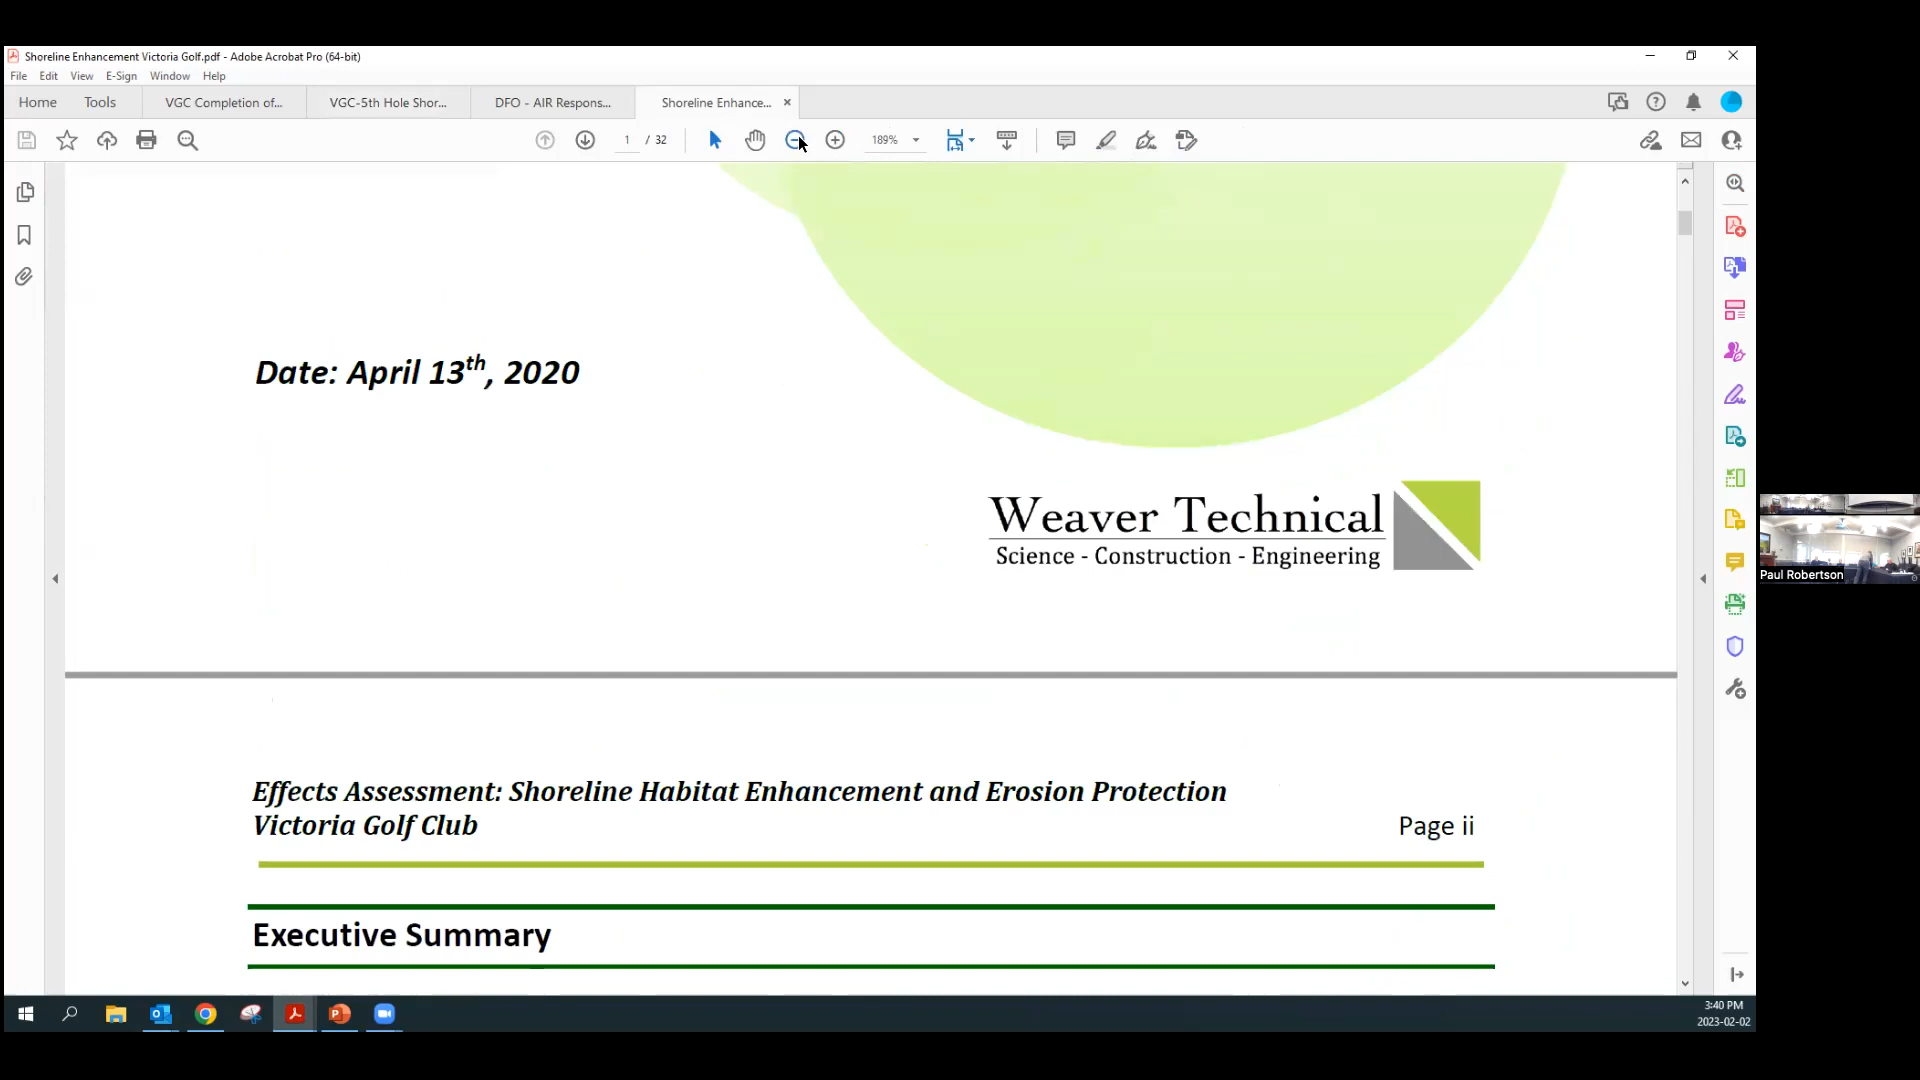 Shoreline Enhancement Victoria Golf.pdf - Adobe Acrobat Pro (64-bit)
File Edit View E-Sign Window Help
Home Tools VGC Completion of... VGC-5th Hole Shor... DFO - AIR Respons... Shoreline Enhance... ×
1 / 32 189%
Date: April 13th, 2020
Weaver Technical
Science - Construction - Engineering
Paul Robertson
Effects Assessment: Shoreline Habitat Enhancement and Erosion Protection
Victoria Golf Club Page ii
Executive Summary
3:40 PM
2023-02-02